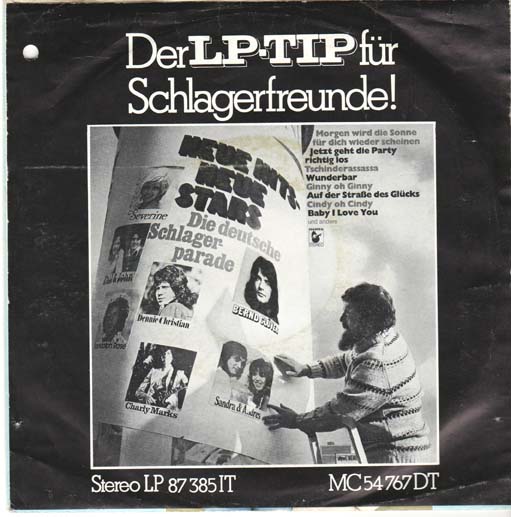 Der LP-TIP für
Schlagerfreunde!
Morgen wird die Sonne
für dich wieder scheinen
Jetzt geht die Party
richtig los
Tschinderassassa
Wunderbar
Ginny oh Ginny
Auf der Straße des Glücks
Cindy oh Cindy
Baby I Love You
und andere
STEREO
NEUE HITS
NEUE
STARS
Die deutsche
Schlager-
parade
Severine
Dennie Christian
BERND CLÜVER
Charly Marks
Sandra & Andres
Stereo LP 87 385 IT
MC 54 767 DT